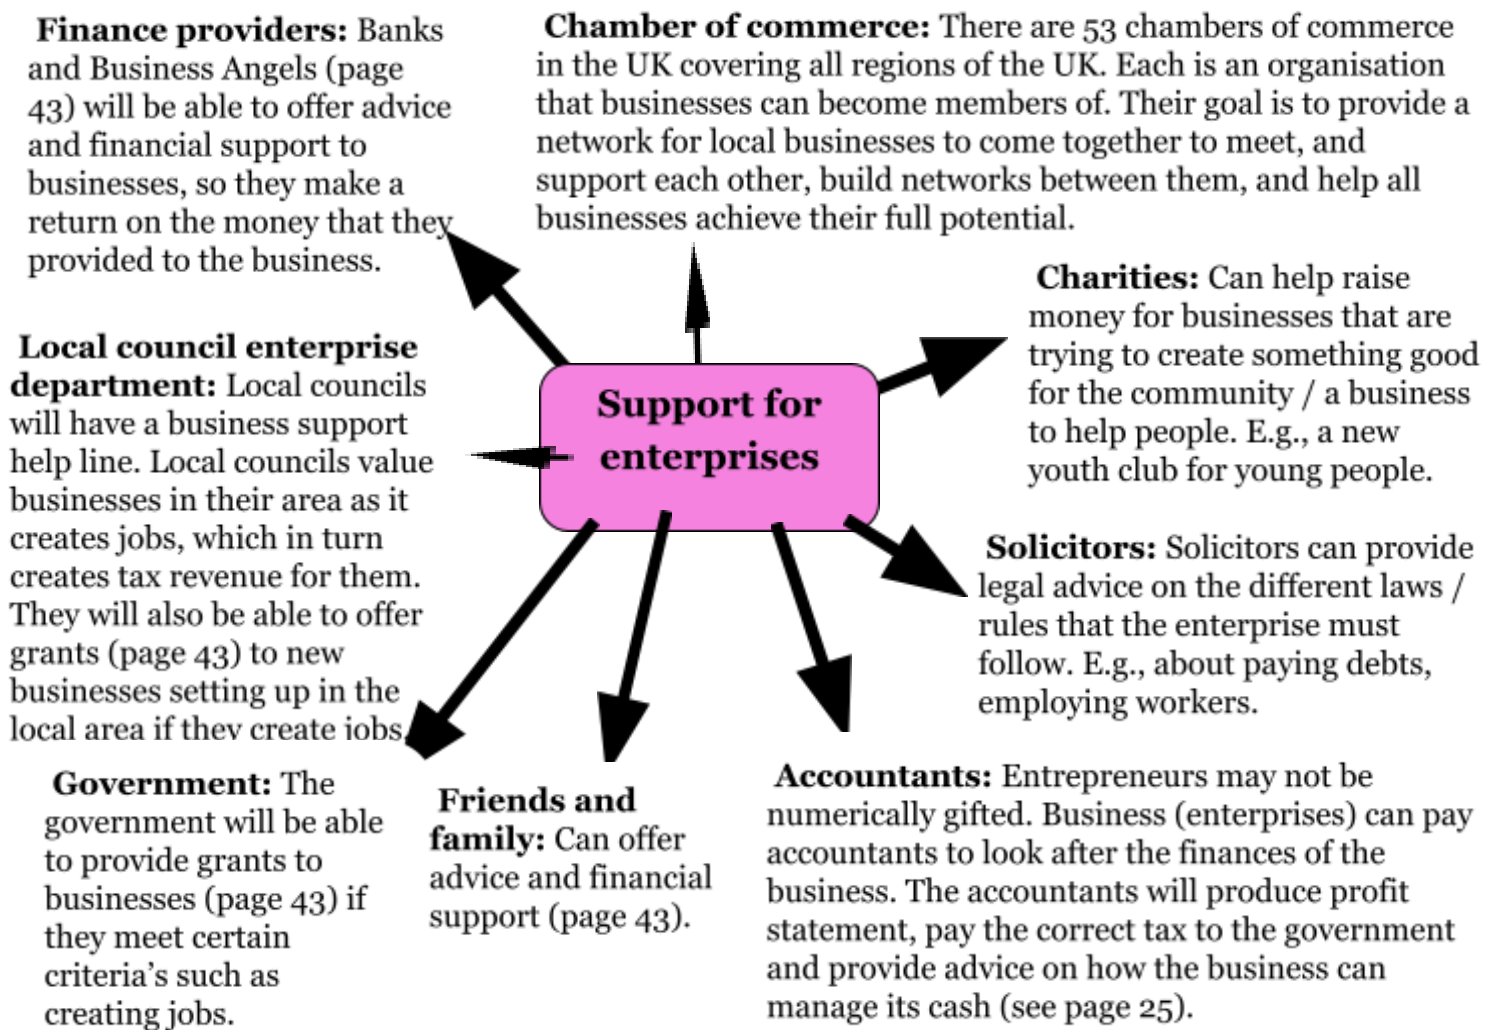 Finance providers: Banks
and Business Angels (page
43) will be able to offer advice
and financial support to
businesses, so they make a
return on the money that they
provided to the business.
Chamber of commerce: There are 53 chambers of commerce
in the UK covering all regions of the UK. Each is an organisation
that businesses can become members of. Their goal is to provide a
network for local businesses to come together to meet, and
support each other, build networks between them, and help all
businesses achieve their full potential.
Charities: Can help raise
money for businesses that are
trying to create something good
for the community / a business
to help people. E.g., a new
youth club for young people.
Local council enterprise
department: Local councils
will have a business support
help line. Local councils value
businesses in their area as it
creates jobs, which in turn
creates tax revenue for them.
They will also be able to offer
grants (page 43) to new
businesses setting up in the
local area if they create jobs.
Support for
enterprises
Solicitors: Solicitors can provide
legal advice on the different laws /
rules that the enterprise must
follow. E.g., about paying debts,
employing workers.
Government: The
government will be able
to provide grants to
businesses (page 43) if
they meet certain
criteria's such as
creating jobs.
Friends and
family: Can offer
advice and financial
support (page 43).
Accountants: Entrepreneurs may not be
numerically gifted. Business (enterprises) can pay
accountants to look after the finances of the
business. The accountants will produce profit
statement, pay the correct tax to the government
and provide advice on how the business can
manage its cash (see page 25).